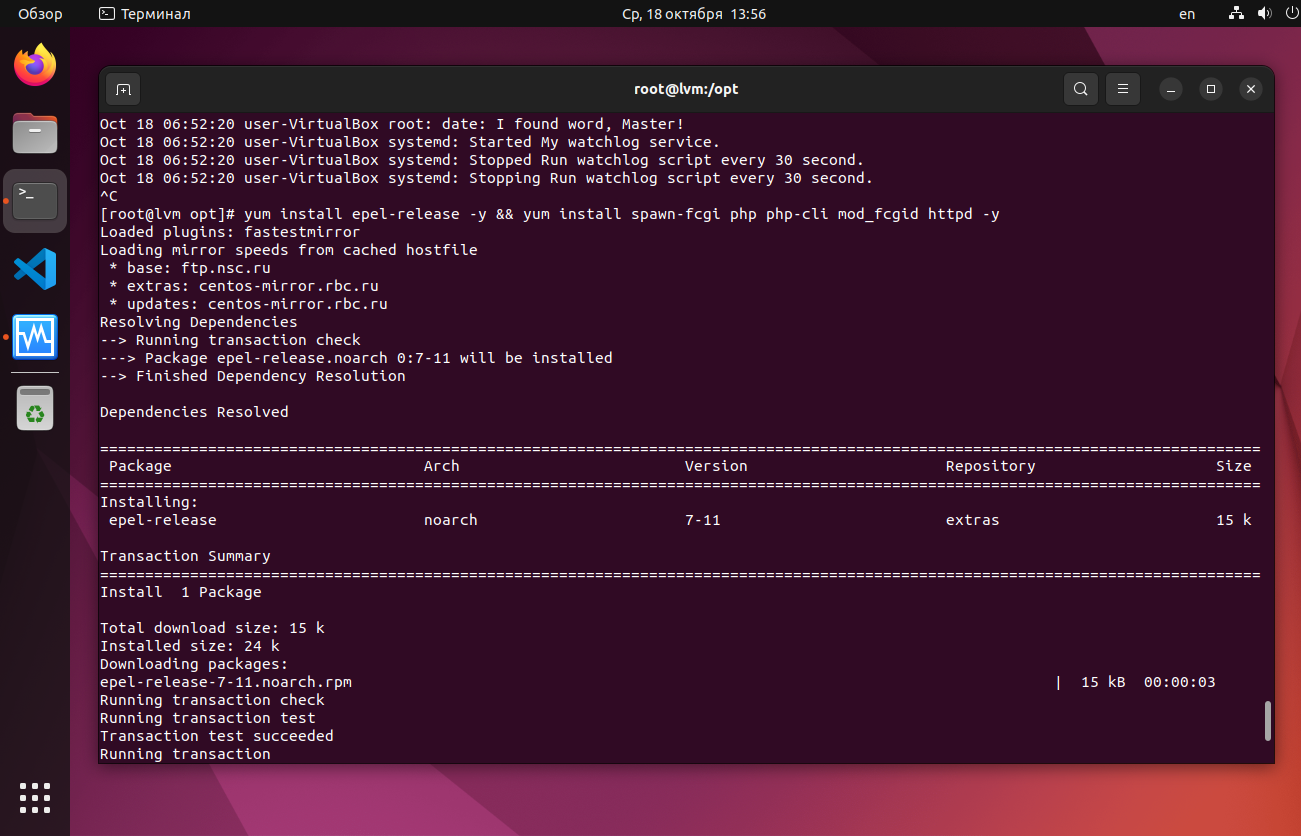 Обзор Терминал Ср, 18 октября 13:56 en
root@lvm:/opt
Oct 18 06:52:20 user-VirtualBox root: date: I found word, Master!
Oct 18 06:52:20 user-VirtualBox systemd: Started My watchlog service.
Oct 18 06:52:20 user-VirtualBox systemd: Stopped Run watchlog script every 30 second.
Oct 18 06:52:20 user-VirtualBox systemd: Stopping Run watchlog script every 30 second.
^C
[root@lvm opt]# yum install epel-release -y && yum install spawn-fcgi php php-cli mod_fcgid httpd -y
Loaded plugins: fastestmirror
Loading mirror speeds from cached hostfile
 * base: ftp.nsc.ru
 * extras: centos-mirror.rbc.ru
 * updates: centos-mirror.rbc.ru
Resolving Dependencies
--> Running transaction check
---> Package epel-release.noarch 0:7-11 will be installed
--> Finished Dependency Resolution
Dependencies Resolved
=================================================================================================================================
 Package Arch Version Repository Size
=================================================================================================================================
Installing:
 epel-release noarch 7-11 extras 15 k
Transaction Summary
=================================================================================================================================
Install  1 Package
Total download size: 15 k
Installed size: 24 k
Downloading packages:
epel-release-7-11.noarch.rpm | 15 kB 00:00:03
Running transaction check
Running transaction test
Transaction test succeeded
Running transaction